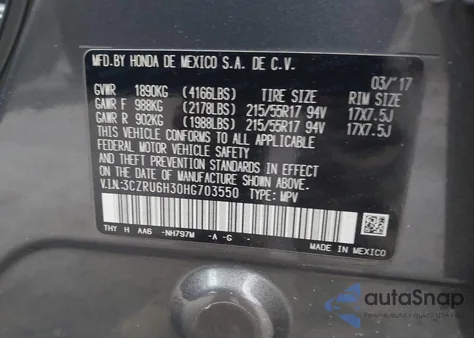 MFD.BY HONDA DE MEXICO S.A. DE C.V.
03/'17
GVWR 1890KG (4166LBS) TIRE SIZE RIM SIZE
GAWR F 988KG (2178LBS) 215/55R17 94V 17X7.5J
GAWR R 902KG (1988LBS) 215/55R17 94V 17X7.5J
THIS VEHICLE CONFORMS TO ALL APPLICABLE
FEDERAL MOTOR VEHICLE SAFETY
AND THEFT PREVENTION STANDARDS IN EFFECT
ON THE DATE OF MANUFACTURE SHOWN ABOVE.
V.I.N.:3CZRU6H30HG703550 TYPE: MPV
THY H AA6 -NH797M -A -G -
MADE IN MEXICO
autoSnap